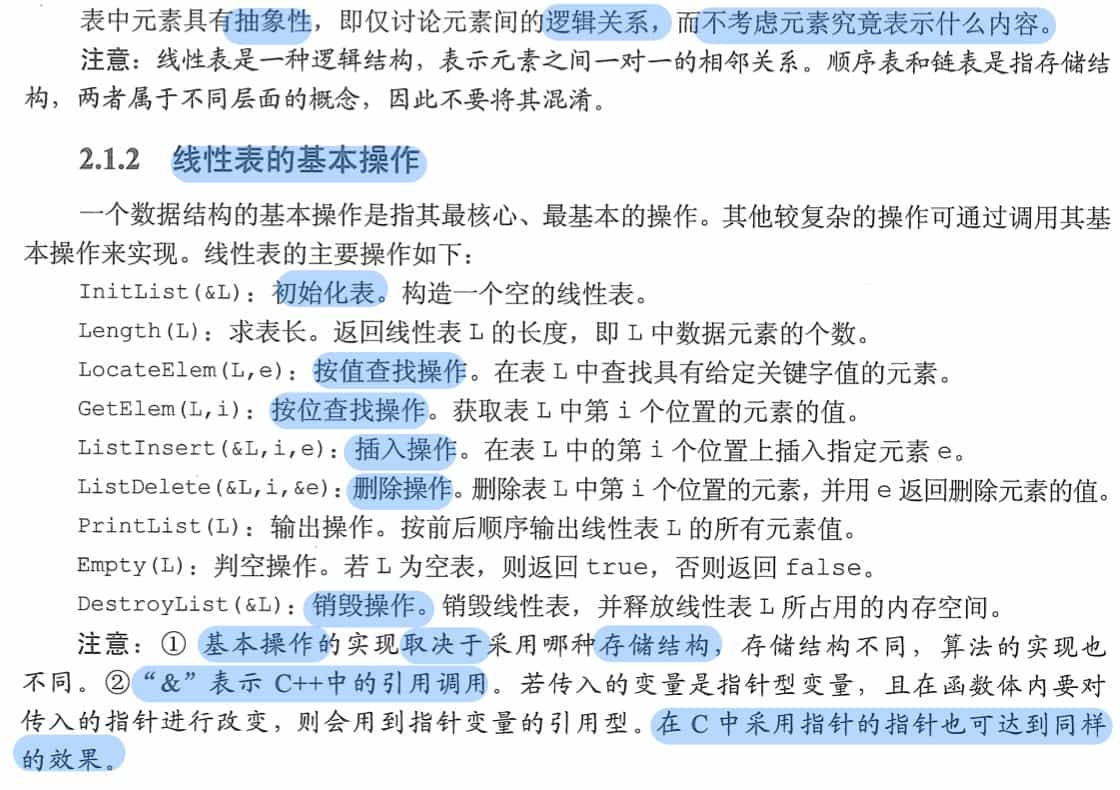 表中元素具有抽象性，即仅讨论元素间的逻辑关系，而不考虑元素究竟表示什么内容。
注意：线性表是一种逻辑结构，表示元素之间一对一的相邻关系。顺序表和链表是指存储结
构，两者属于不同层面的概念，因此不要将其混淆。
2.1.2 线性表的基本操作
一个数据结构的基本操作是指其最核心、最基本的操作。其他较复杂的操作可通过调用其基
本操作来实现。线性表的主要操作如下：
InitList(&L)：初始化表。构造一个空的线性表。
Length(L)：求表长。返回线性表 L 的长度，即 L 中数据元素的个数。
LocateElem(L,e)：按值查找操作。在表 L 中查找具有给定关键字值的元素。
GetElem(L,i)：按位查找操作。获取表 L 中第 i 个位置的元素的值。
ListInsert(&L,i,e)：插入操作。在表 L 中的第 i 个位置上插入指定元素 e。
ListDelete(&L,i,&e)：删除操作。删除表 L 中第 i 个位置的元素，并用 e 返回删除元素的值。
PrintList(L)：输出操作。按前后顺序输出线性表 L 的所有元素值。
Empty(L)：判空操作。若 L 为空表，则返回 true，否则返回 false。
DestroyList(&L)：销毁操作。销毁线性表，并释放线性表 L 所占用的内存空间。
注意：① 基本操作的实现取决于采用哪种存储结构，存储结构不同，算法的实现也
不同。②“&”表示 C++中的引用调用。若传入的变量是指针型变量，且在函数体内要对
传入的指针进行改变，则会用到指针变量的引用型。在 C 中采用指针的指针也可达到同样
的效果。